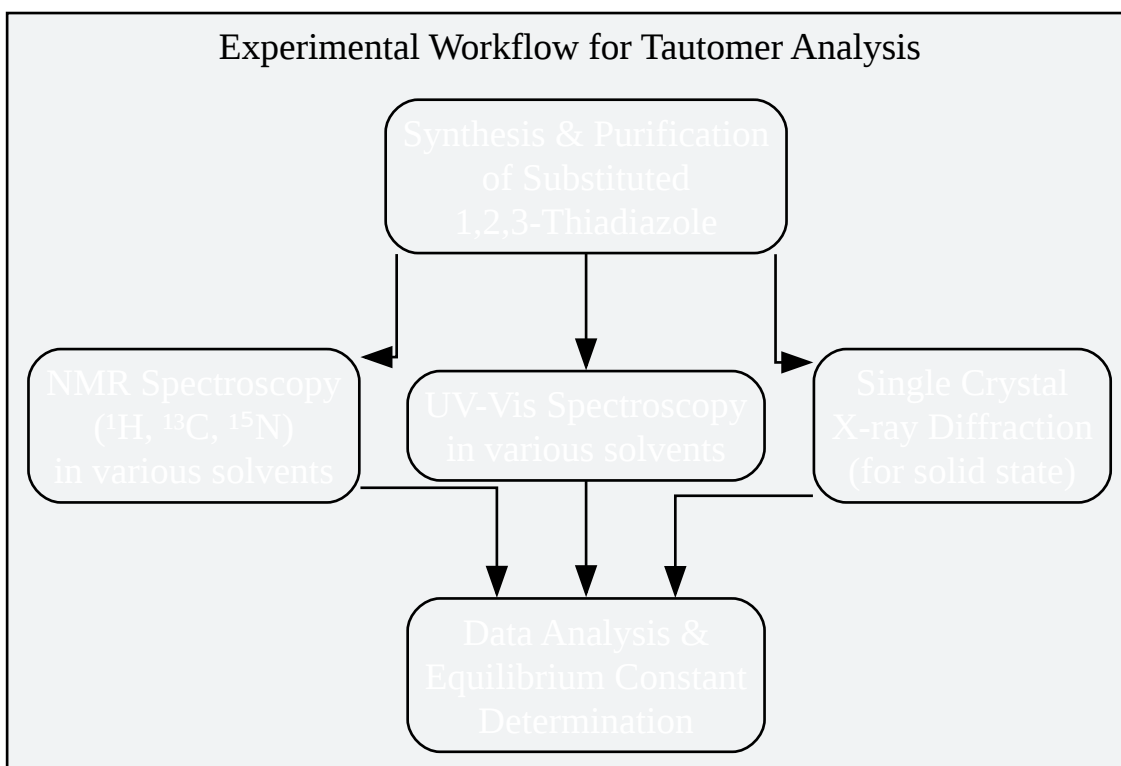 Experimental Workflow for Tautomer Analysis
Synthesis & Purification
of Substituted
1,2,3-Thiadiazole
NMR Spectroscopy
(¹H, ¹³C, ¹⁵N)
in various solvents
UV-Vis Spectroscopy
in various solvents
Single Crystal
X-ray Diffraction
(for solid state)
Data Analysis &
Equilibrium Constant
Determination